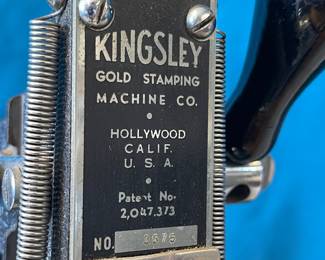 KINGSLEY
GOLD STAMPING
MACHINE CO.
HOLLYWOOD
CALIF.
U. S. A.
Patent No.
2,047,373
NO.